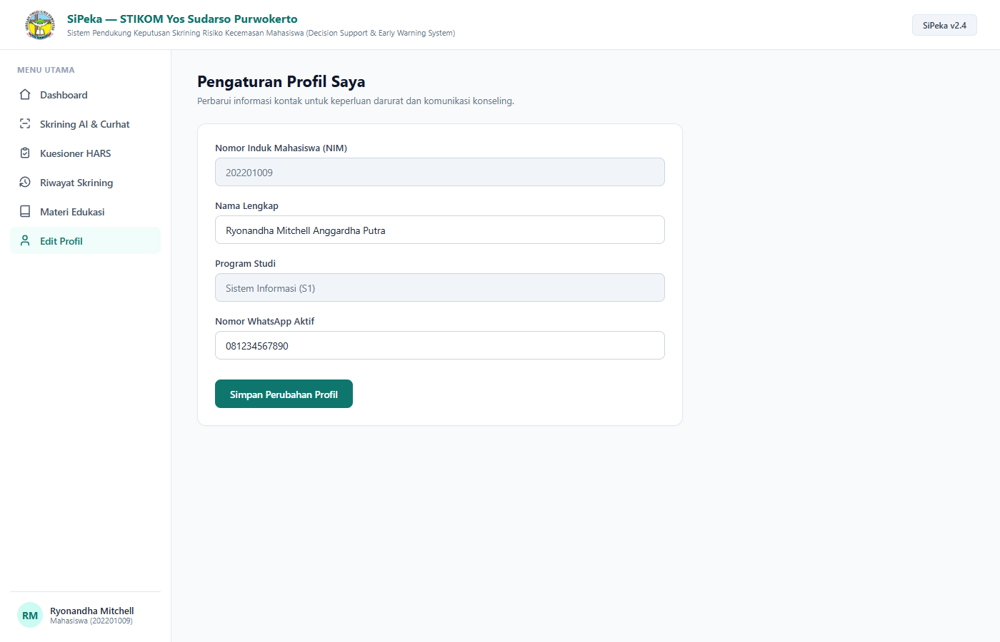 SiPeka — STIKOM Yos Sudarso Purwokerto
Sistem Pendukung Keputusan Skrining Risiko Kecemasan Mahasiswa (Decision Support & Early Warning System)
SiPeka v2.4
MENU UTAMA
Dashboard
Skrining AI & Curhat
Kuesioner HARS
Riwayat Skrining
Materi Edukasi
Edit Profil
Pengaturan Profil Saya
Perbarui informasi kontak untuk keperluan darurat dan komunikasi konseling.
Nomor Induk Mahasiswa (NIM)
202201009
Nama Lengkap
Ryonandha Mitchell Anggardha Putra
Program Studi
Sistem Informasi (S1)
Nomor WhatsApp Aktif
081234567890
Simpan Perubahan Profil
RM
Ryonandha Mitchell
Mahasiswa (202201009)